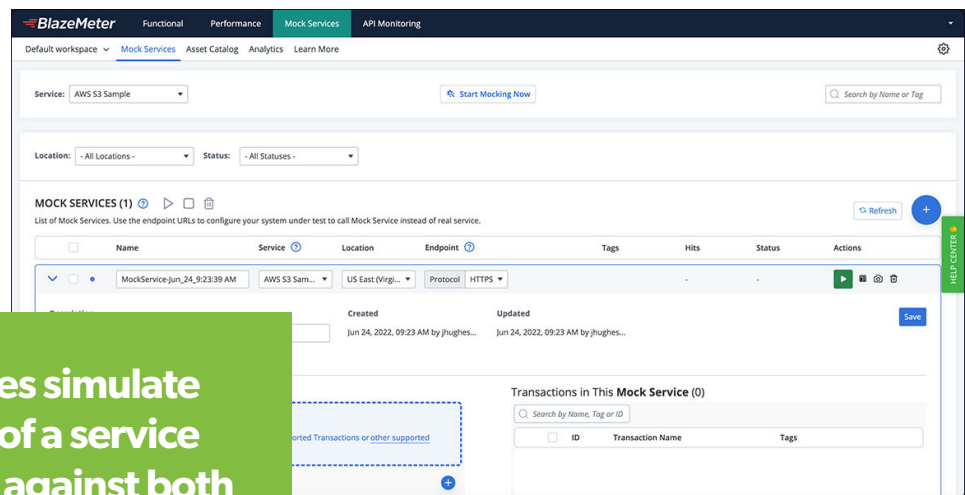 BlazeMeter Functional Performance Mock Services API Monitoring
Default workspace Mock Services Asset Catalog Analytics Learn More
Service: AWS S3 Sample Start Mocking Now Search by Name or Tag
Location: - All Locations - Status: - All Statuses -
MOCK SERVICES (1) ?
Refresh +
List of Mock Services. Use the endpoint URLs to configure your system under test to call Mock Service instead of real service.
HELP CENTER
Name Service ? Location Endpoint ? Tags Hits Status Actions
MockService-Jun_24_9:23:39 AM AWS S3 Sam... US East (Virgi... Protocol HTTPS - -
Created Updated
Save
Jun 24, 2022, 09:23 AM by jhughes... Jun 24, 2022, 09:23 AM by jhughes...
es simulate
of a service
against both
orted Transactions or other supported
Transactions in This Mock Service (0)
Search by Name, Tag or ID
ID Transaction Name Tags